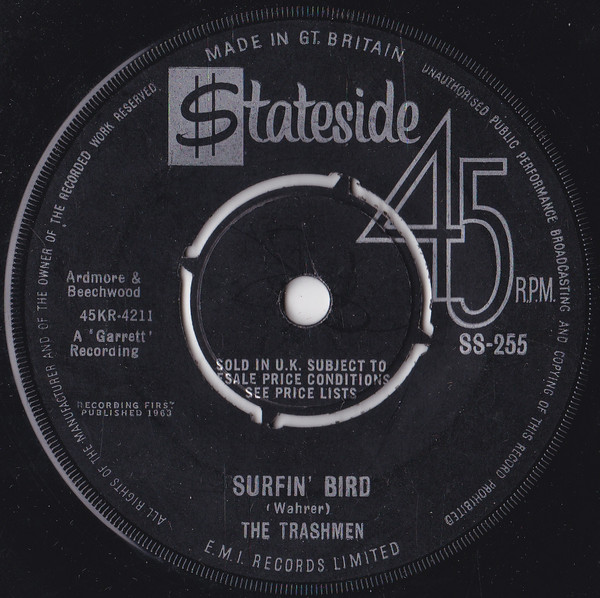 MADE IN GT. BRITAIN
UNAUTHORISED PUBLIC PERFORMANCE BROADCASTING AND COPYING OF THIS RECORD PROHIBITED
ALL RIGHTS OF THE MANUFACTURER AND OF THE OWNER OF THE RECORDED WORK RESERVED.
$tateside
45 R.P.M.
SS-255
Ardmore &
Beechwood
45KR-4211
A "Garrett'
Recording
RECORDING FIRST
PUBLISHED 1963
SOLD IN U.K. SUBJECT TO
ESALE PRICE CONDITIONS
SEE PRICE LISTS
SURFIN' BIRD
(Wahrer)
THE TRASHMEN
E.M.I. RECORDS LIMITED